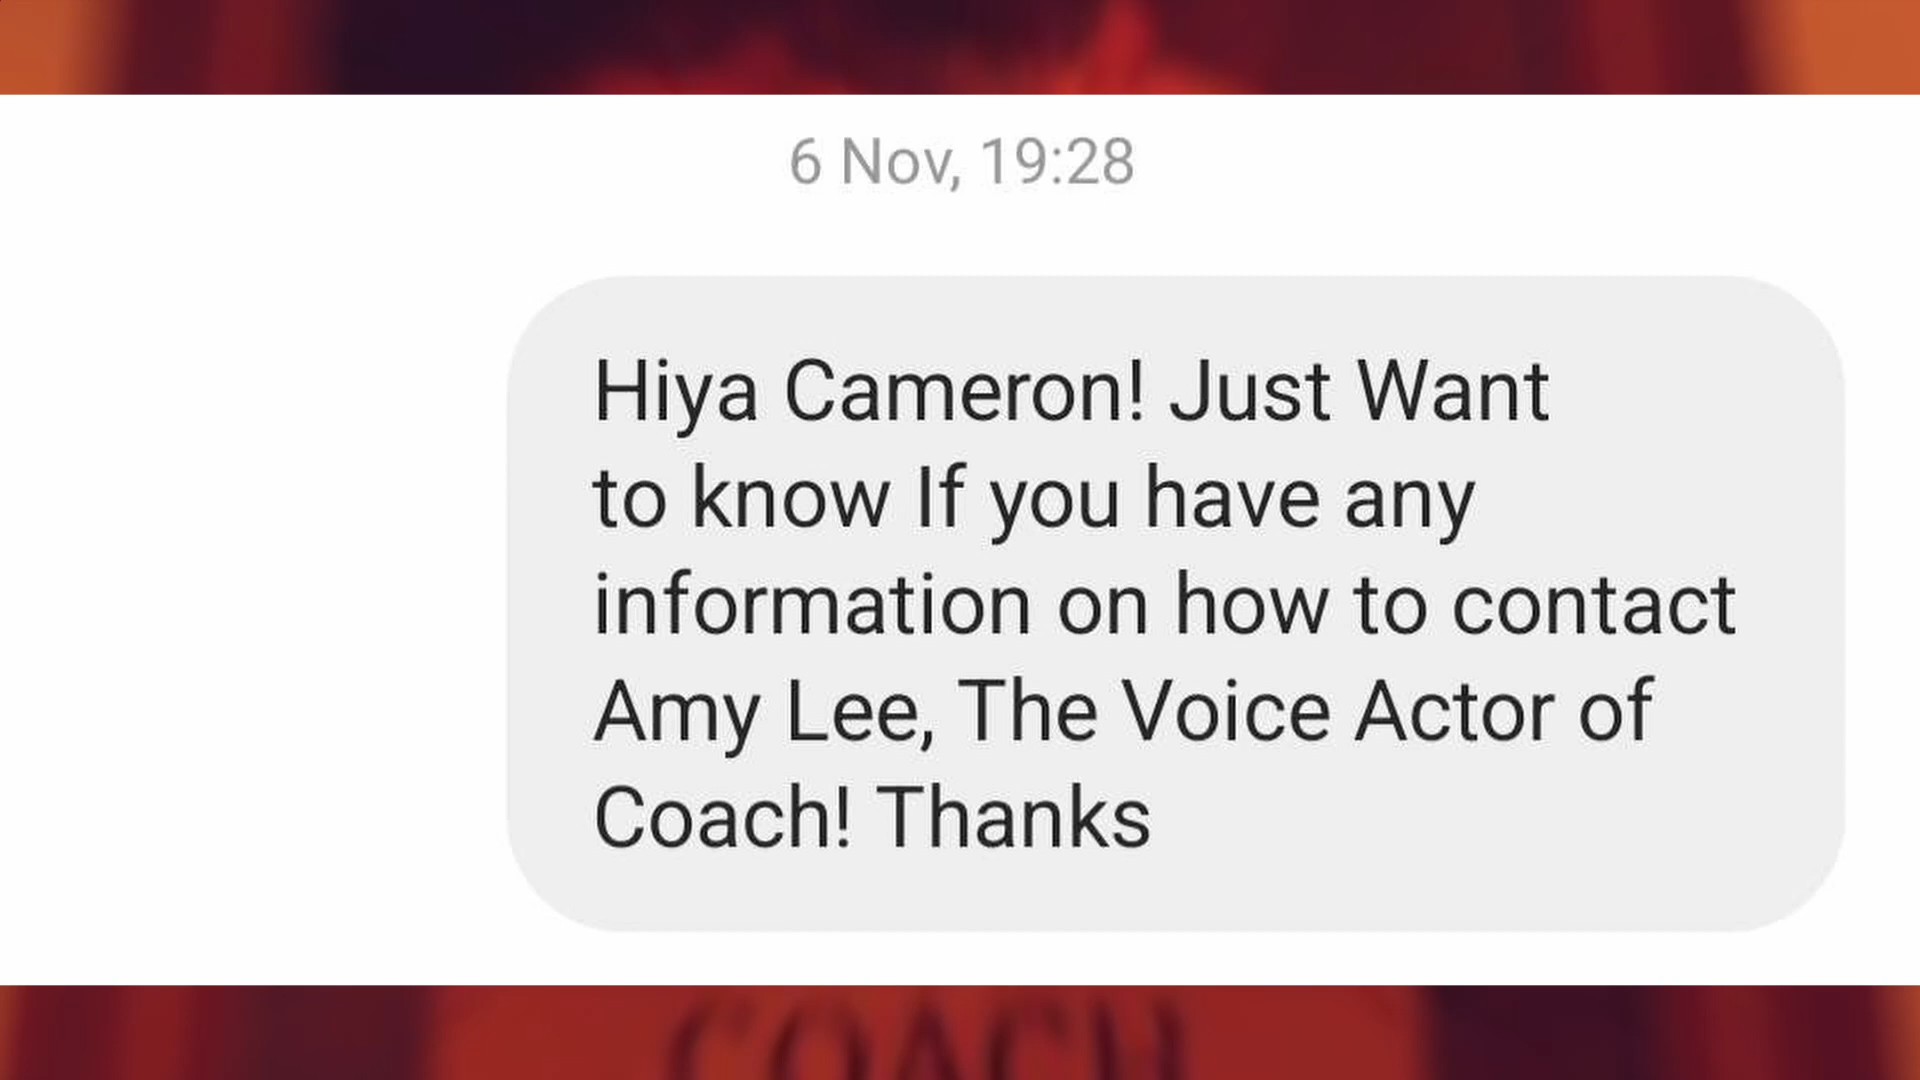 6 Nov, 19:28
Hiya Cameron! Just Want
to know If you have any
information on how to contact
Amy Lee, The Voice Actor of
Coach! Thanks
COACH